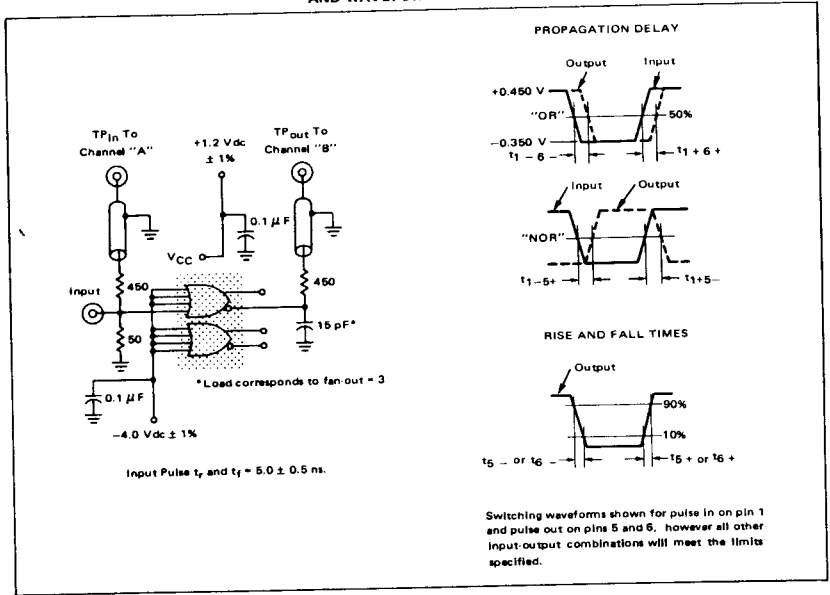 PROPAGATION DELAY
Output
Input
+0.450 V
"OR"
50%
−0.350 V
t1 − 6 −
t1 + 6 +
Input
Output
"NOR"
t1−5+
t1+5−
RISE AND FALL TIMES
Output
90%
10%
t5 − or t6 −
t5 + or t6 +
Switching waveforms shown for pulse in on pin 1
and pulse out on pins 5 and 6, however all other
input-output combinations will meet the limits
specified.
TPIn To
Channel "A"
+1.2 Vdc
± 1%
TPout To
Channel "B"
0.1 μF
VCC
450
450
Input
50
15 pF*
*Load corresponds to fan-out = 3
0.1 μF
−4.0 Vdc ± 1%
Input Pulse tr and tf = 5.0 ± 0.5 ns.